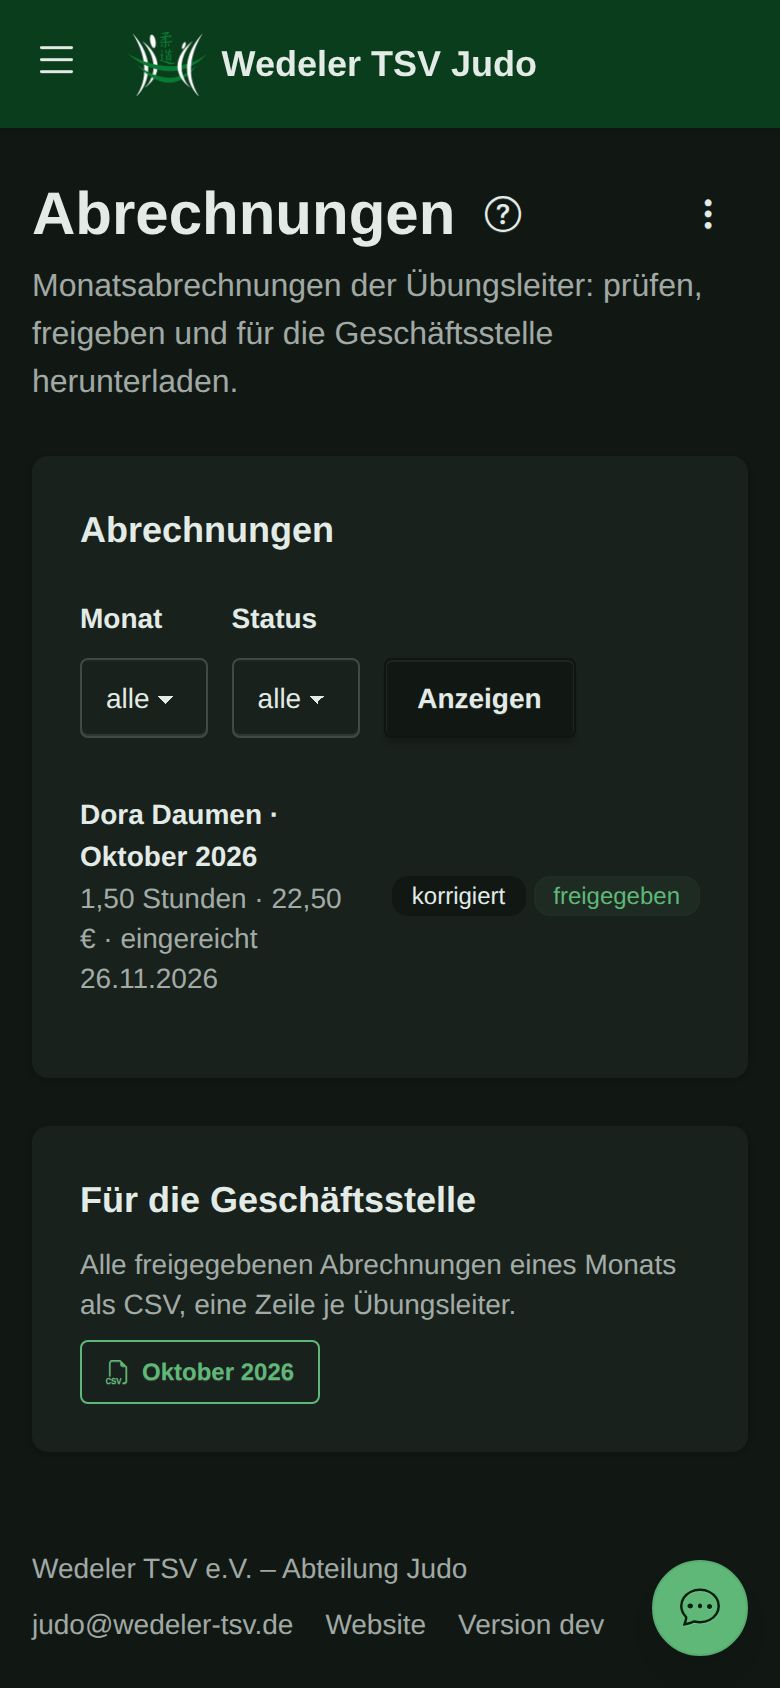 柔道
Wedeler TSV Judo
Abrechnungen ?
Monatsabrechnungen der Übungsleiter: prüfen,
freigeben und für die Geschäftsstelle
herunterladen.
Abrechnungen
Monat Status
alle alle Anzeigen
Dora Daumen ·
Oktober 2026
1,50 Stunden · 22,50
€ · eingereicht
26.11.2026
korrigiert freigegeben
Für die Geschäftsstelle
Alle freigegebenen Abrechnungen eines Monats
als CSV, eine Zeile je Übungsleiter.
CSV Oktober 2026
Wedeler TSV e.V. – Abteilung Judo
judo@wedeler-tsv.de Website Version dev